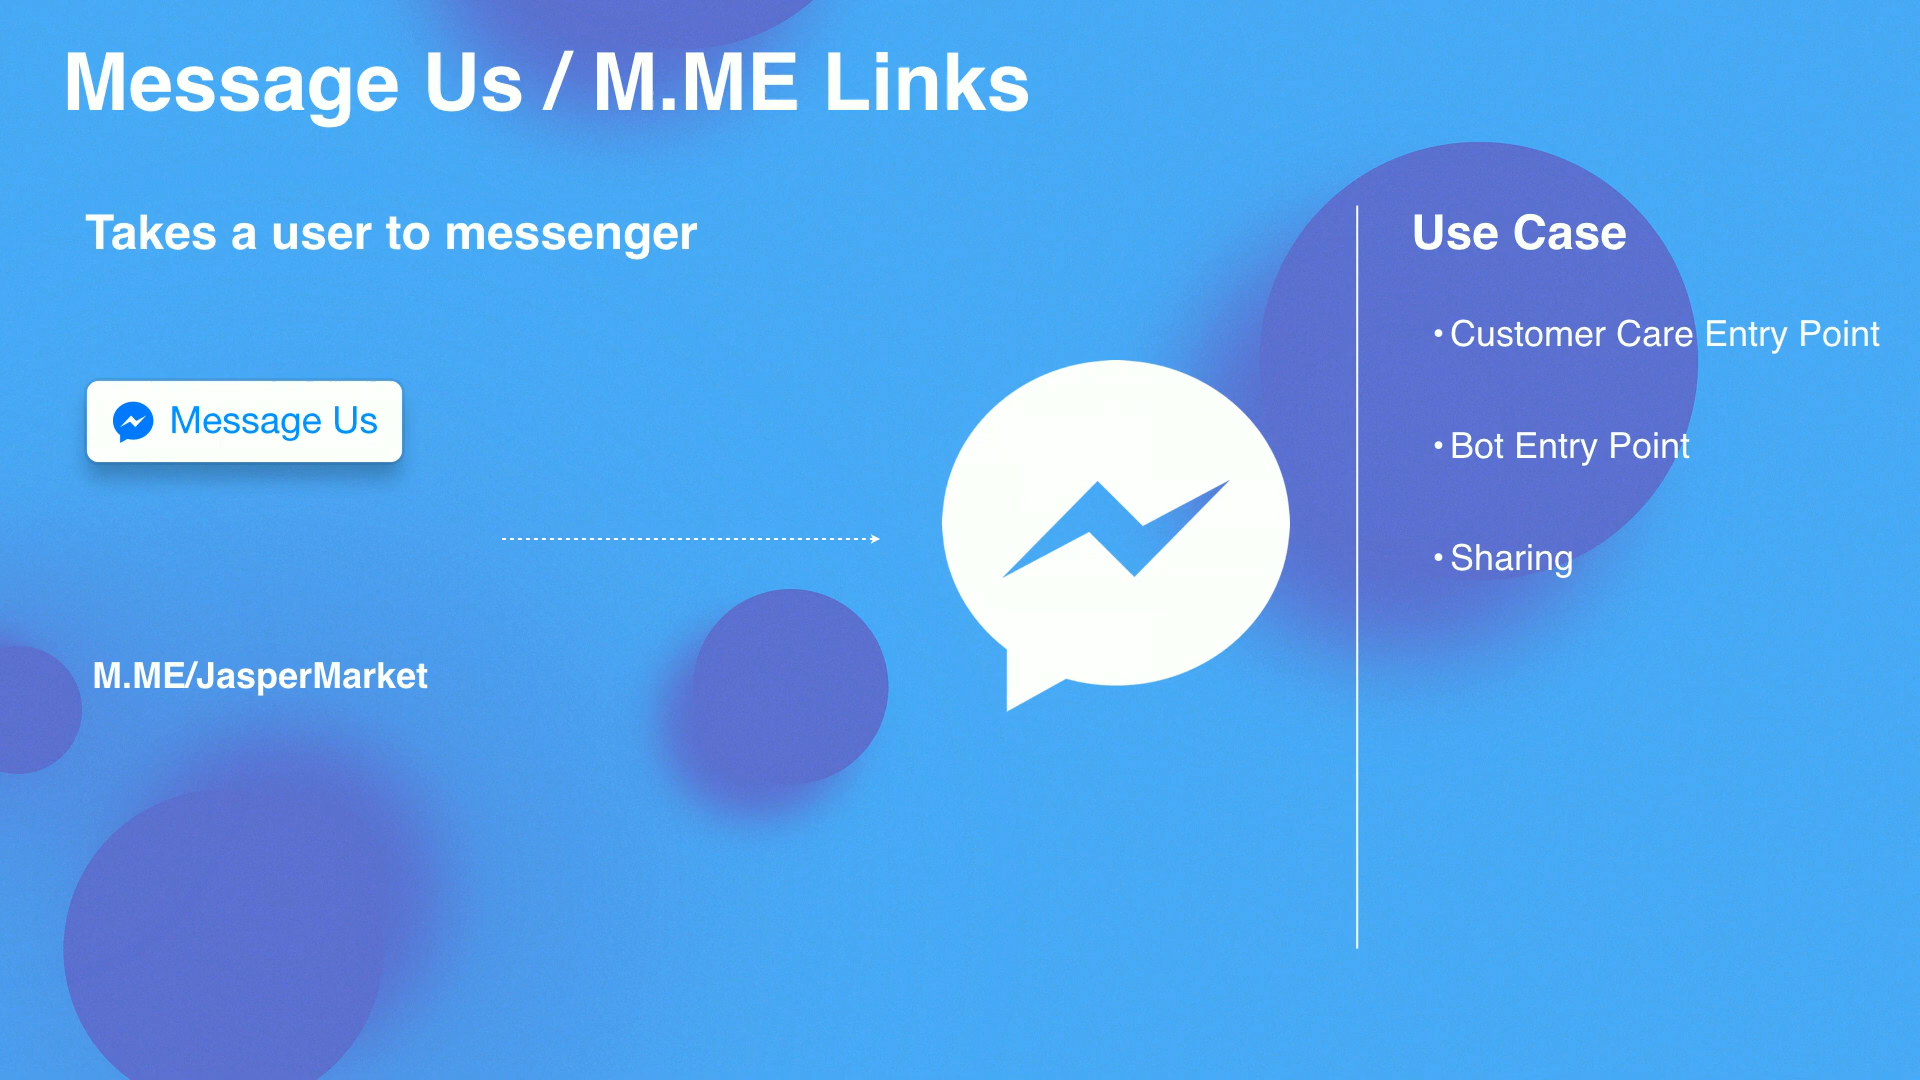 Message Us / M.ME Links
Takes a user to messenger
Message Us
M.ME/JasperMarket
Use Case
• Customer Care Entry Point
• Bot Entry Point
• Sharing